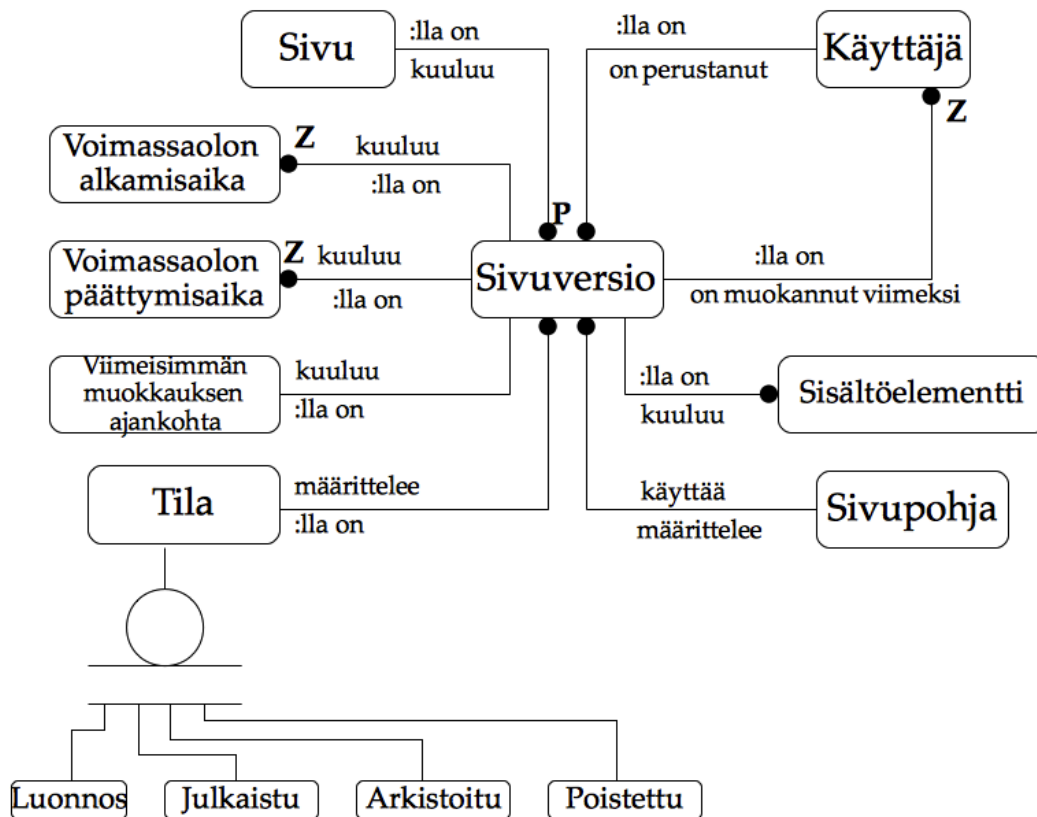 Sivu
:lla on
kuuluu
:lla on
on perustanut
Käyttäjä
Z
Voimassaolon
alkamisaika
Z
kuuluu
:lla on
P
Voimassaolon
päättymisaika
Z
kuuluu
:lla on
Sivuversio
:lla on
on muokannut viimeksi
Viimeisimmän
muokkauksen
ajankohta
kuuluu
:lla on
:lla on
kuuluu
Sisältöelementti
Tila
määrittelee
:lla on
käyttää
määrittelee
Sivupohja
Luonnos
Julkaistu
Arkistoitu
Poistettu